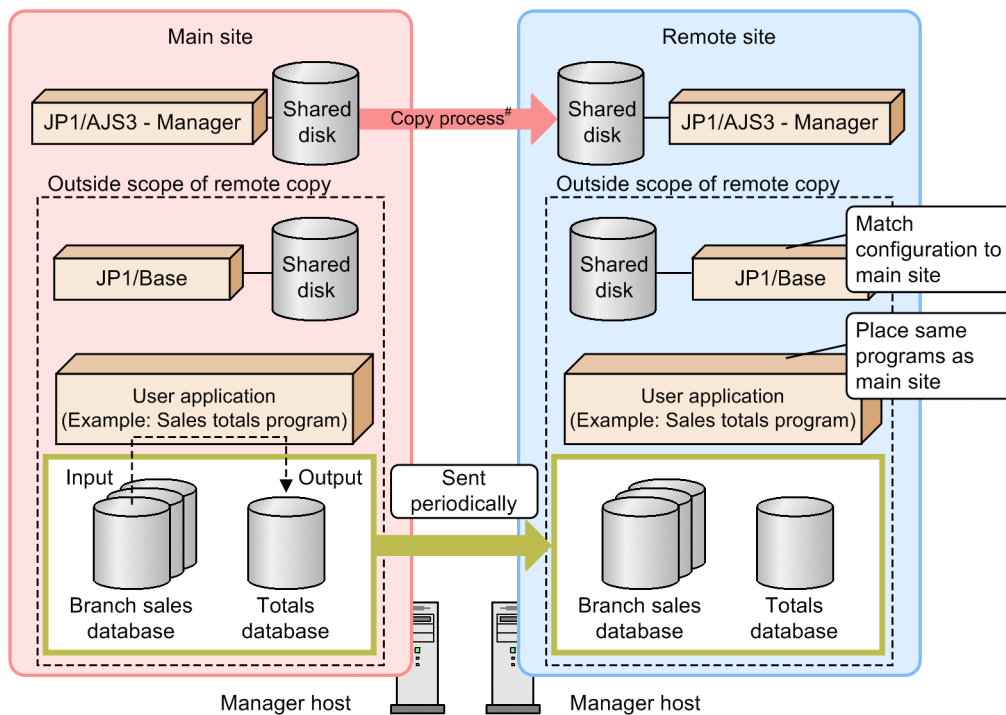 Main site
Remote site
JP1/AJS3 - Manager
Shared
disk
Copy process#
Shared
disk
JP1/AJS3 - Manager
Outside scope of remote copy
Outside scope of remote copy
JP1/Base
Shared
disk
Shared
disk
JP1/Base
Match
configuration to
main site
User application
(Example: Sales totals program)
User application
(Example: Sales totals program)
Place same
programs as
main site
Input
Output
Sent
periodically
Branch sales
database
Totals
database
Branch sales
database
Totals
database
Manager host
Manager host